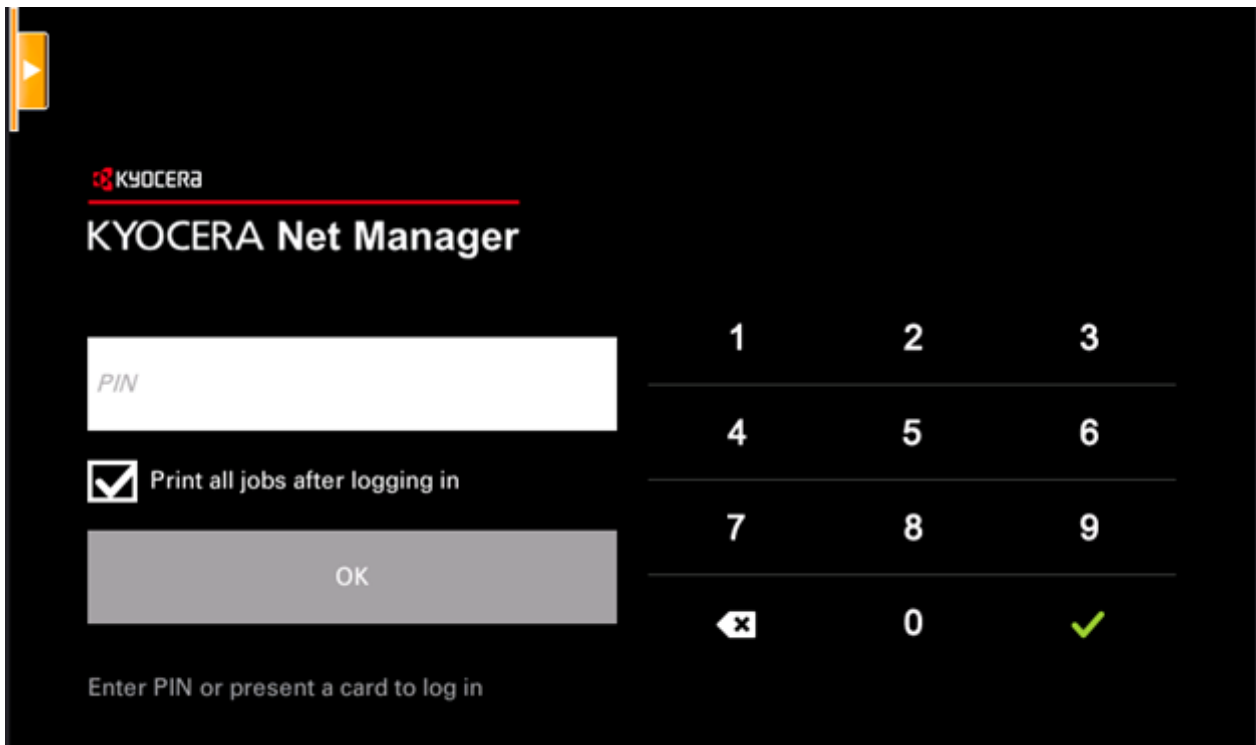 KYOCERA
KYOCERA Net Manager
PIN
Print all jobs after logging in
OK
Enter PIN or present a card to log in
1 2 3
4 5 6
7 8 9
0